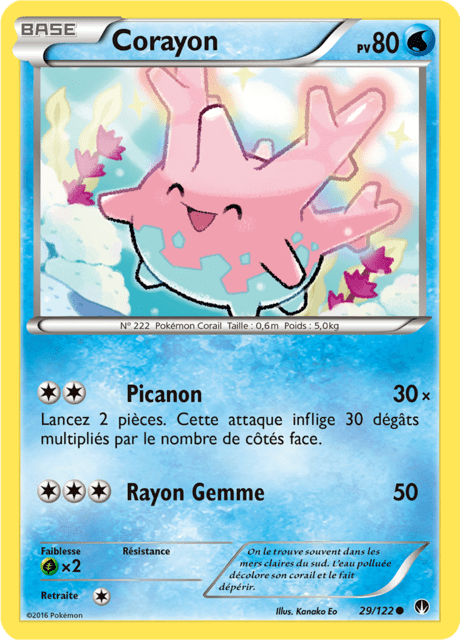 BASE
Corayon
PV80
N° 222 Pokémon Corail Taille : 0,6m Poids : 5,0kg
Picanon 30×
Lancez 2 pièces. Cette attaque inflige 30 dégâts
multipliés par le nombre de côtés face.
Rayon Gemme 50
Faiblesse Résistance
×2
Retraite
On le trouve souvent dans les
mers claires du sud. L'eau polluée
décolore son corail et le fait
dépérir.
©2016 Pokémon Illus. Kanako Eo 29/122